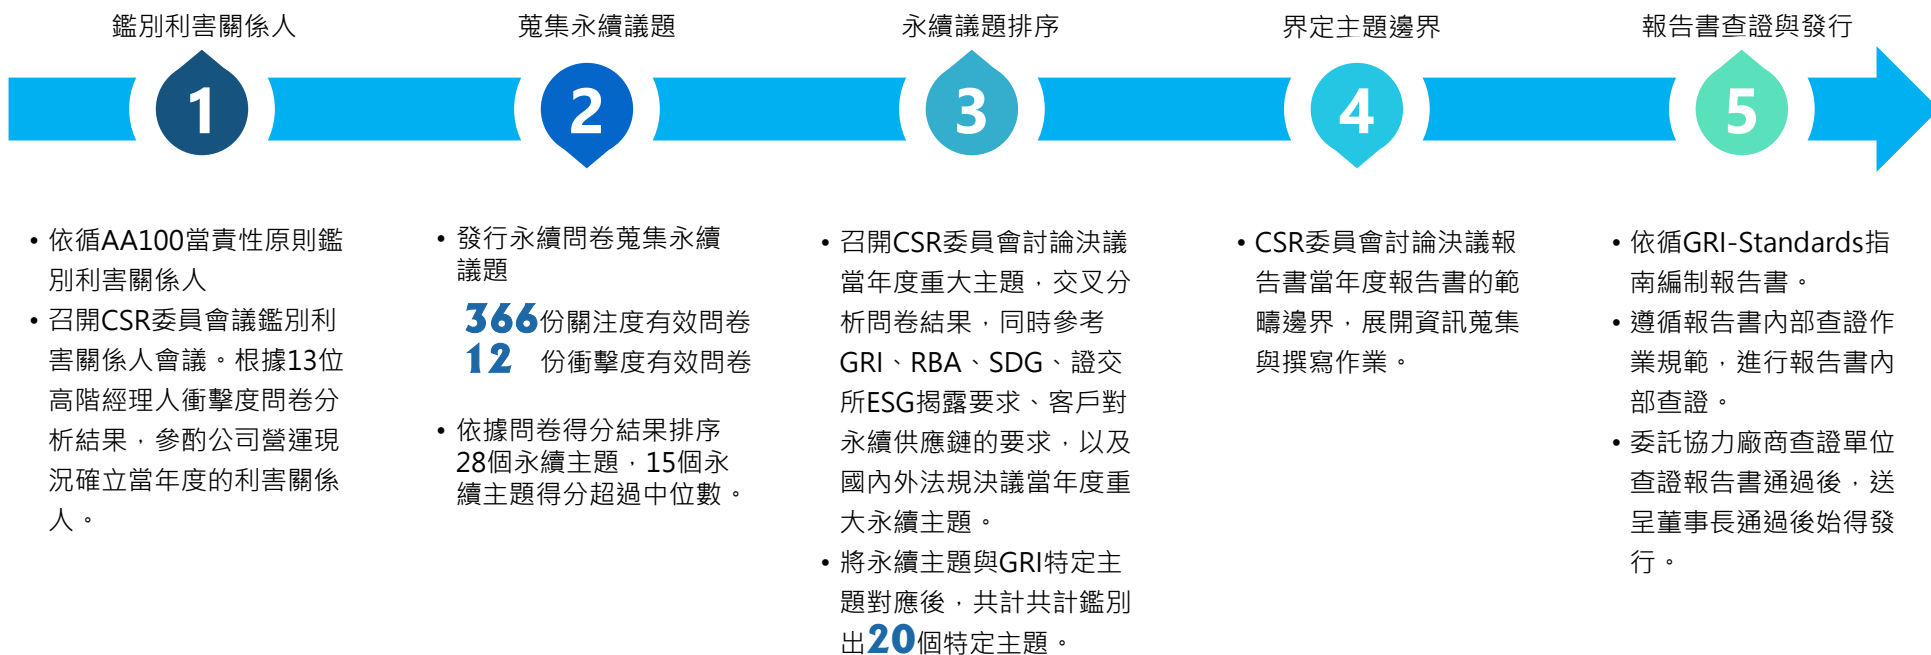 鑑別利害關係人
蒐集永續議題
永續議題排序
界定主題邊界
報告書查證與發行
1
2
3
4
5
• 依循AA100當責性原則鑑
別利害關係人
• 召開CSR委員會議鑑別利
害關係人會議。根據13位
高階經理人衝擊度問卷分
析結果，參酌公司營運現
況確立當年度的利害關係
人。
• 發行永續問卷蒐集永續
議題
366份關注度有效問卷
12 份衝擊度有效問卷
• 依據問卷得分結果排序
28個永續主題，15個永
續主題得分超過中位數。
• 召開CSR委員會討論決議
當年度重大主題，交叉分
析問卷結果，同時參考
GRI、RBA、SDG、證交
所ESG揭露要求、客戶對
永續供應鏈的要求，以及
國內外法規決議當年度重
大永續主題。
• 將永續主題與GRI特定主
題對應後，共計共計鑑別
出20個特定主題。
• CSR委員會討論決議報
告書當年度報告書的範
疇邊界，展開資訊蒐集
與撰寫作業。
• 依循GRI-Standards指
南編制報告書。
• 遵循報告書內部查證作
業規範，進行報告書內
部查證。
• 委託協力廠商查證單位
查證報告書通過後，送
呈董事長通過後始得發
行。